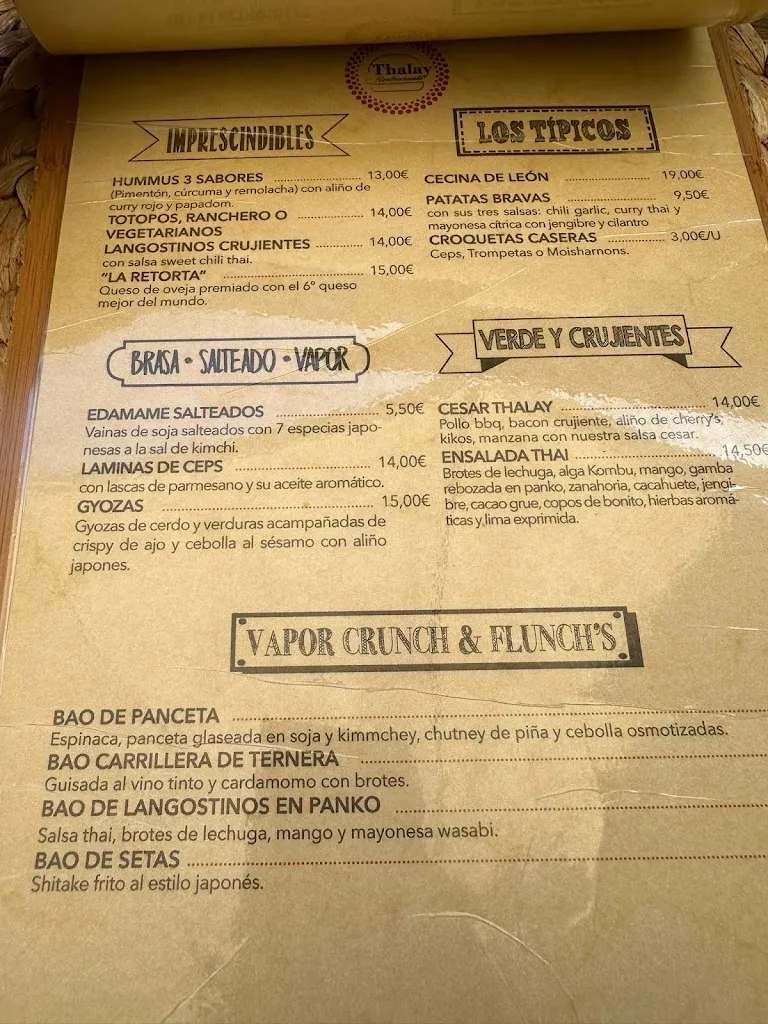 Thalay
Restaurante
IMPRESCINDIBLES
HUMMUS 3 SABORES ........ 13,00€
(Pimentón, cúrcuma y remolacha) con aliño de
curry rojo y papadom.
TOTOPOS, RANCHERO O ........ 14,00€
VEGETARIANOS
LANGOSTINOS CRUJIENTES ........ 14,00€
con salsa sweet chili thai.
“LA RETORTA” ........ 15,00€
Queso de oveja premiado con el 6º queso
mejor del mundo.
LOS TÍPICOS
CECINA DE LEÓN ........ 19,00€
PATATAS BRAVAS ........ 9,50€
con sus tres salsas: chili garlic, curry thai y
mayonesa cítrica con jengibre y cilantro
CROQUETAS CASERAS ........ 3,00€/U
Ceps, Trompetas o Moisharnons.
BRASA • SALTEADO • VAPOR
EDAMAME SALTEADOS ........ 5,50€
Vainas de soja salteados con 7 especias japo-
nesas a la sal de kimchi.
LAMINAS DE CEPS ........ 14,00€
con lascas de parmesano y su aceite aromático.
GYOZAS ........ 15,00€
Gyozas de cerdo y verduras acampañadas de
crispy de ajo y cebolla al sésamo con aliño
japones.
VERDE Y CRUJIENTES
CESAR THALAY ........ 14,00€
Pollo bbq, bacon crujiente, aliño de cherry's,
kikos, manzana con nuestra salsa cesar.
ENSALADA THAI ........ 14,50€
Brotes de lechuga, alga Kombu, mango, gamba
rebozada en panko, zanahoria, cacahuete, jengi-
bre, cacao grue, copos de bonito, hierbas aromá-
ticas y lima exprimida.
VAPOR CRUNCH & FLUNCH'S
BAO DE PANCETA ........
Espinaca, panceta glaseada en soja y kimmchey, chutney de piña y cebolla osmotizadas.
BAO CARRILLERA DE TERNERA ........
Guisada al vino tinto y cardamomo con brotes.
BAO DE LANGOSTINOS EN PANKO ........
Salsa thai, brotes de lechuga, mango y mayonesa wasabi.
BAO DE SETAS ........
Shitake frito al estilo japonés.